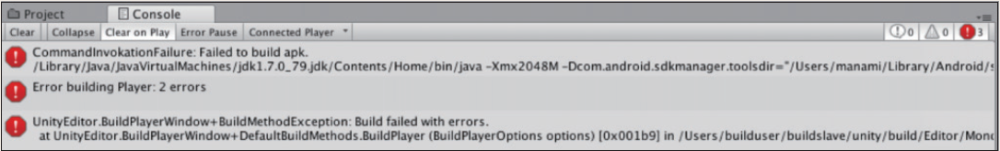 Project Console
Clear Collapse Clear on Play Error Pause Connected Player 0 0 3
CommandInvokationFailure: Failed to build apk.
/Library/Java/JavaVirtualMachines/jdk1.7.0_79.jdk/Contents/Home/bin/java -Xmx2048M -Dcom.android.sdkmanager.toolsdir="/Users/manami/Library/Android/s
Error building Player: 2 errors
UnityEditor.BuildPlayerWindow+BuildMethodException: Build failed with errors.
at UnityEditor.BuildPlayerWindow+DefaultBuildMethods.BuildPlayer (BuildPlayerOptions options) [0x001b9] in /Users/builduser/buildslave/unity/build/Editor/Mono